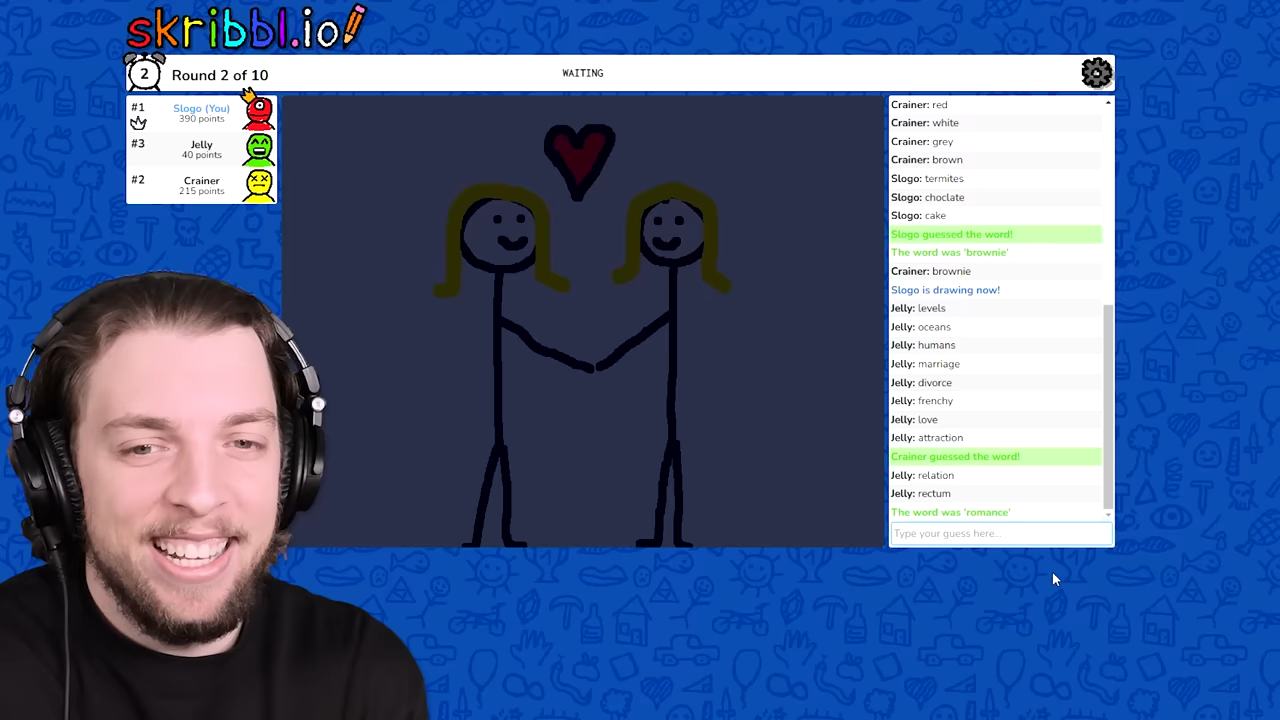 skribbl.io
2
Round 2 of 10
WAITING
#1
Slogo (You)
390 points
#3
Jelly
40 points
#2
Crainer
215 points
Crainer: red
Crainer: white
Crainer: grey
Crainer: brown
Slogo: termites
Slogo: choclate
Slogo: cake
Slogo guessed the word!
The word was 'brownie'
Crainer: brownie
Slogo is drawing now!
Jelly: levels
Jelly: oceans
Jelly: humans
Jelly: marriage
Jelly: divorce
Jelly: frenchy
Jelly: love
Jelly: attraction
Crainer guessed the word!
Jelly: relation
Jelly: rectum
The word was 'romance'
Type your guess here...